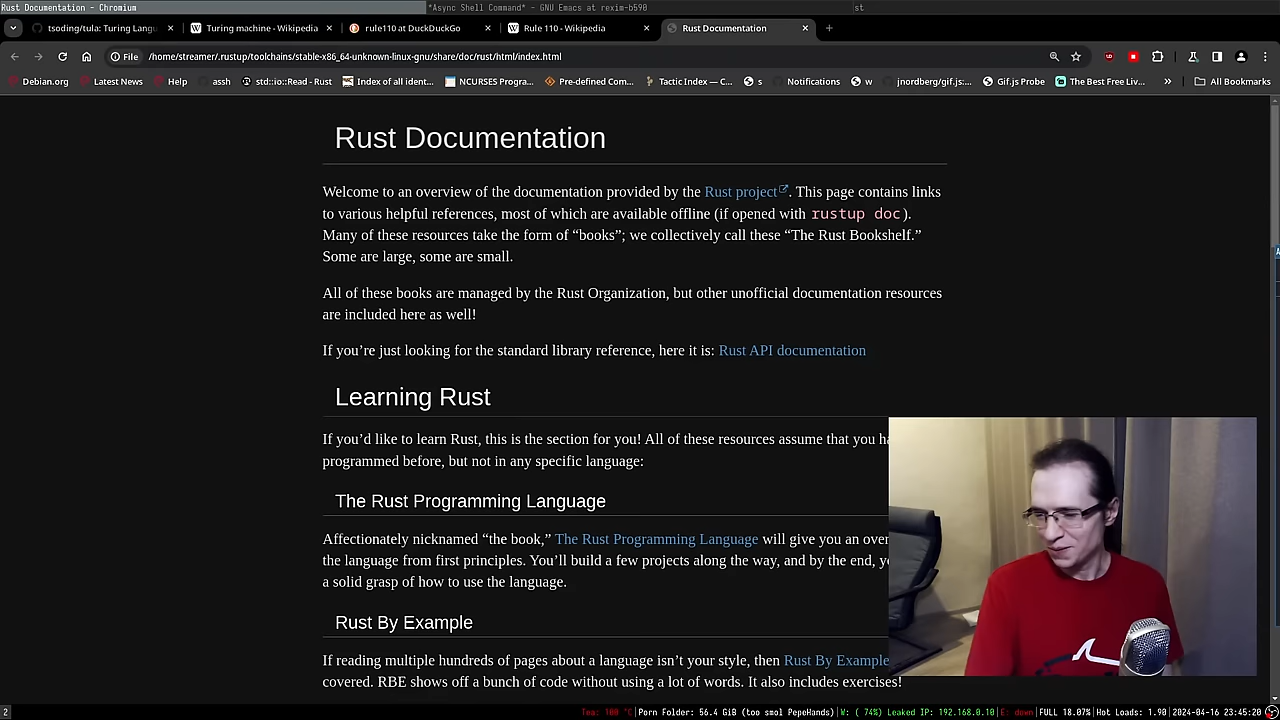 Rust Documentation - Chromium
*Async Shell Command* - GNU Emacs at rexim-b590
st
tsoding/tula: Turing Langu
Turing machine - Wikipedia
rule110 at DuckDuckGo
Rule 110 - Wikipedia
Rust Documentation
File
/home/streamer/.rustup/toolchains/stable-x86_64-unknown-linux-gnu/share/doc/rust/html/index.html
Debian.org
Latest News
Help
assh
std::io::Read - Rust
Index of all ident...
NCURSES Progra...
Pre-defined Com...
Tactic Index — C...
s
Notifications
w
jnordberg/gif.js:...
Gif.js Probe
The Best Free Liv...
»
All Bookmarks
Rust Documentation
Welcome to an overview of the documentation provided by the Rust project. This page contains links
to various helpful references, most of which are available offline (if opened with rustup doc).
Many of these resources take the form of “books”; we collectively call these “The Rust Bookshelf.”
Some are large, some are small.
All of these books are managed by the Rust Organization, but other unofficial documentation resources
are included here as well!
If you’re just looking for the standard library reference, here it is: Rust API documentation
Learning Rust
If you’d like to learn Rust, this is the section for you! All of these resources assume that you ha
programmed before, but not in any specific language:
The Rust Programming Language
Affectionately nicknamed “the book,” The Rust Programming Language will give you an over
the language from first principles. You’ll build a few projects along the way, and by the end, y
a solid grasp of how to use the language.
Rust By Example
If reading multiple hundreds of pages about a language isn’t your style, then Rust By Example
covered. RBE shows off a bunch of code without using a lot of words. It also includes exercises!
2
Tea: 100 °C|Porn Folder: 56.4 GiB (too smol PepeHands)|W: ( 74%) Leaked IP: 192.168.0.10|E: down|FULL 18.07%|Hot Loads: 1.90|2024-04-16 23:45:20